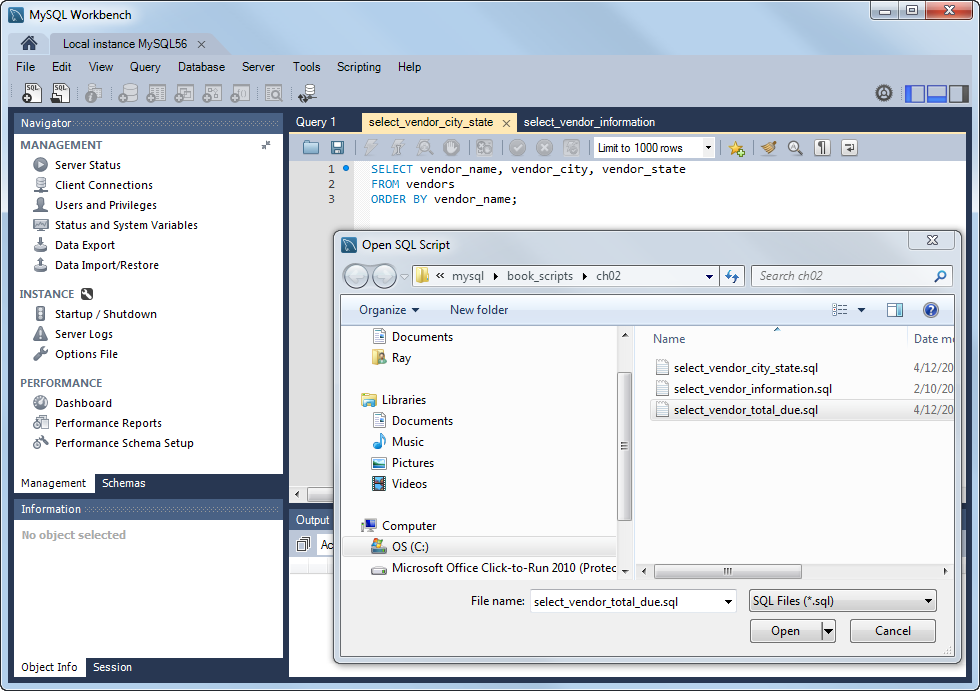 MySQL Workbench
Local instance MySQL56
File Edit View Query Database Server Tools Scripting Help
SQL SQL
Navigator
MANAGEMENT
Server Status
Client Connections
Users and Privileges
Status and System Variables
Data Export
Data Import/Restore
INSTANCE
Startup / Shutdown
Server Logs
Options File
PERFORMANCE
Dashboard
Performance Reports
Performance Schema Setup
Management Schemas
Information
No object selected
Object Info Session
Query 1 select_vendor_city_state select_vendor_information
Limit to 1000 rows
1 SELECT vendor_name, vendor_city, vendor_state
2 FROM vendors
3 ORDER BY vendor_name;
Output
Ac
Open SQL Script
« mysql book_scripts ch02
Search ch02
Organize New folder
Documents
Ray
Libraries
Documents
Music
Pictures
Videos
Computer
OS (C:)
Microsoft Office Click-to-Run 2010 (Protec
Name Date mo
select_vendor_city_state.sql 4/12/20
select_vendor_information.sql 2/10/20
select_vendor_total_due.sql 4/12/20
File name: select_vendor_total_due.sql
SQL Files (*.sql)
Open Cancel